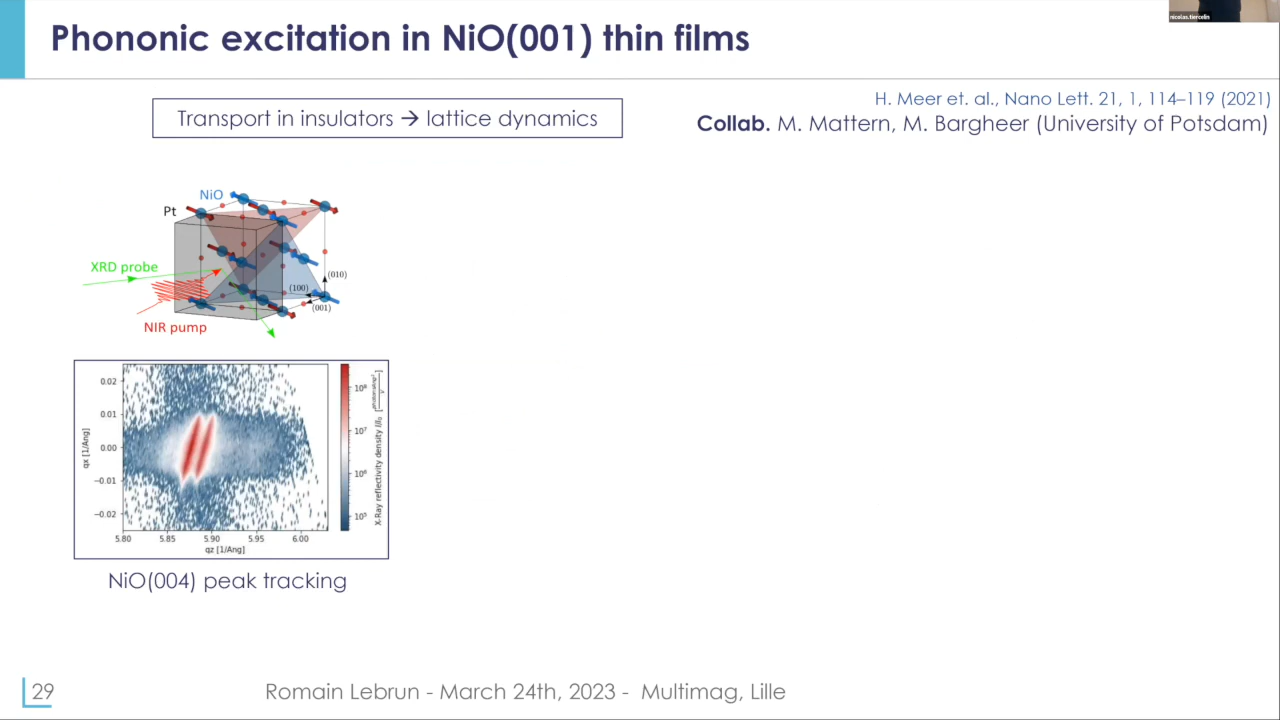 nicolas.tiercelin
Phononic excitation in NiO(001) thin films
Transport in insulators → lattice dynamics
H. Meer et. al., Nano Lett. 21, 1, 114–119 (2021)
Collab. M. Mattern, M. Bargheer (University of Potsdam)
NiO
Pt
XRD probe
NIR pump
(010)
(100)
(001)
0.02
0.01
0.00
−0.01
−0.02
qx [1/Ang]
5.80 5.85 5.90 5.95 6.00
qz [1/Ang]
10⁸
10⁷
10⁶
10⁵
X-Ray reflectivity density I/I₀
NiO(004) peak tracking
29
Romain Lebrun - March 24th, 2023 - Multimag, Lille